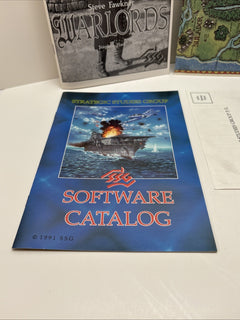 Steve Fawkner
WARLORDS
STRATEGIC STUDIES GROUP
SSG
SOFTWARE
CATALOG
© 1991 SSG